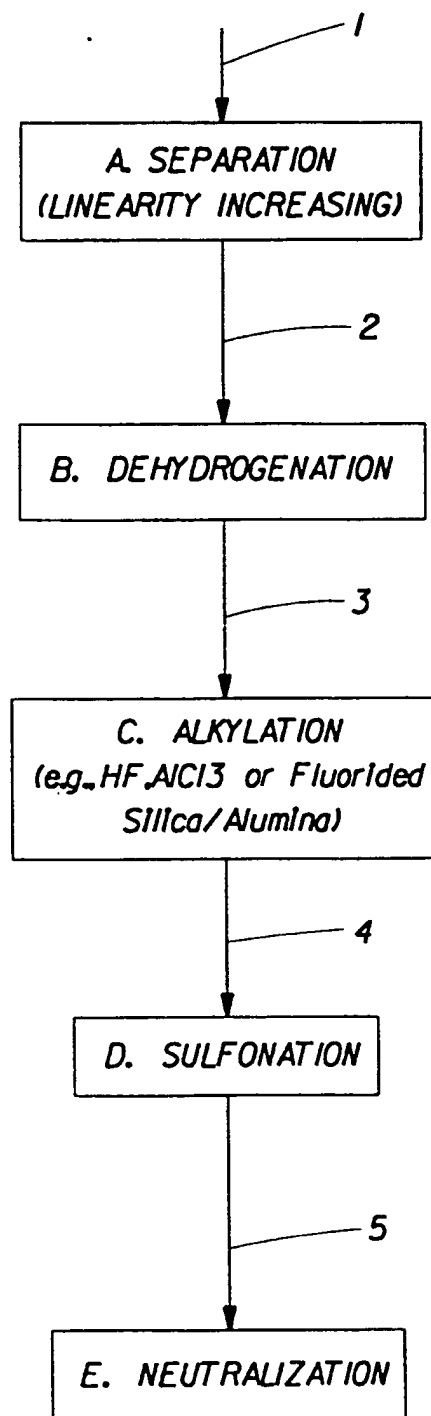 1
A. SEPARATION
(LINEARITY INCREASING)
2
B. DEHYDROGENATION
3
C. ALKYLATION
(e.g., HF, AlCl3 or Fluorided
Silica/Alumina)
4
D. SULFONATION
5
E. NEUTRALIZATION